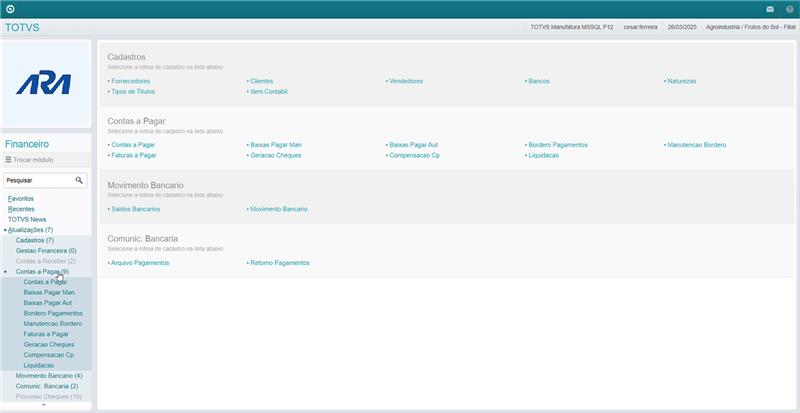 TOTVS
TOTVS Manufatura MSSQL P12
cesar.ferreira
26/03/2025
Agroindustria / Frutos do Sol - Filial
ARA
Financeiro
Trocar módulo
Pesquisar
Favoritos
Recentes
TOTVS News
Atualizações (7)
Cadastros (7)
Gestao Financeira (0)
Contas a Receber (2)
Contas a Pagar (9)
Contas a Pagar
Baixas Pagar Man
Baixas Pagar Aut
Bordero Pagamentos
Manutencao Bordero
Faturas a Pagar
Geracao Cheques
Compensacao Cp
Liquidacao
Movimento Bancario (4)
Comunic. Bancaria (2)
Processo Cheques (10)
Cadastros
Selecione a rotina de cadastro na lista abaixo
• Fornecedores • Clientes • Vendedores • Bancos • Naturezas
• Tipos de Titulos • Item Contabil
Contas a Pagar
Selecione a rotina de cadastro na lista abaixo
• Contas a Pagar • Baixas Pagar Man • Baixas Pagar Aut • Bordero Pagamentos • Manutencao Bordero
• Faturas a Pagar • Geracao Cheques • Compensacao Cp • Liquidacao
Movimento Bancario
Selecione a rotina de cadastro na lista abaixo
• Saldos Bancarios • Movimento Bancario
Comunic. Bancaria
Selecione a rotina de cadastro na lista abaixo
• Arquivo Pagamentos • Retorno Pagamentos